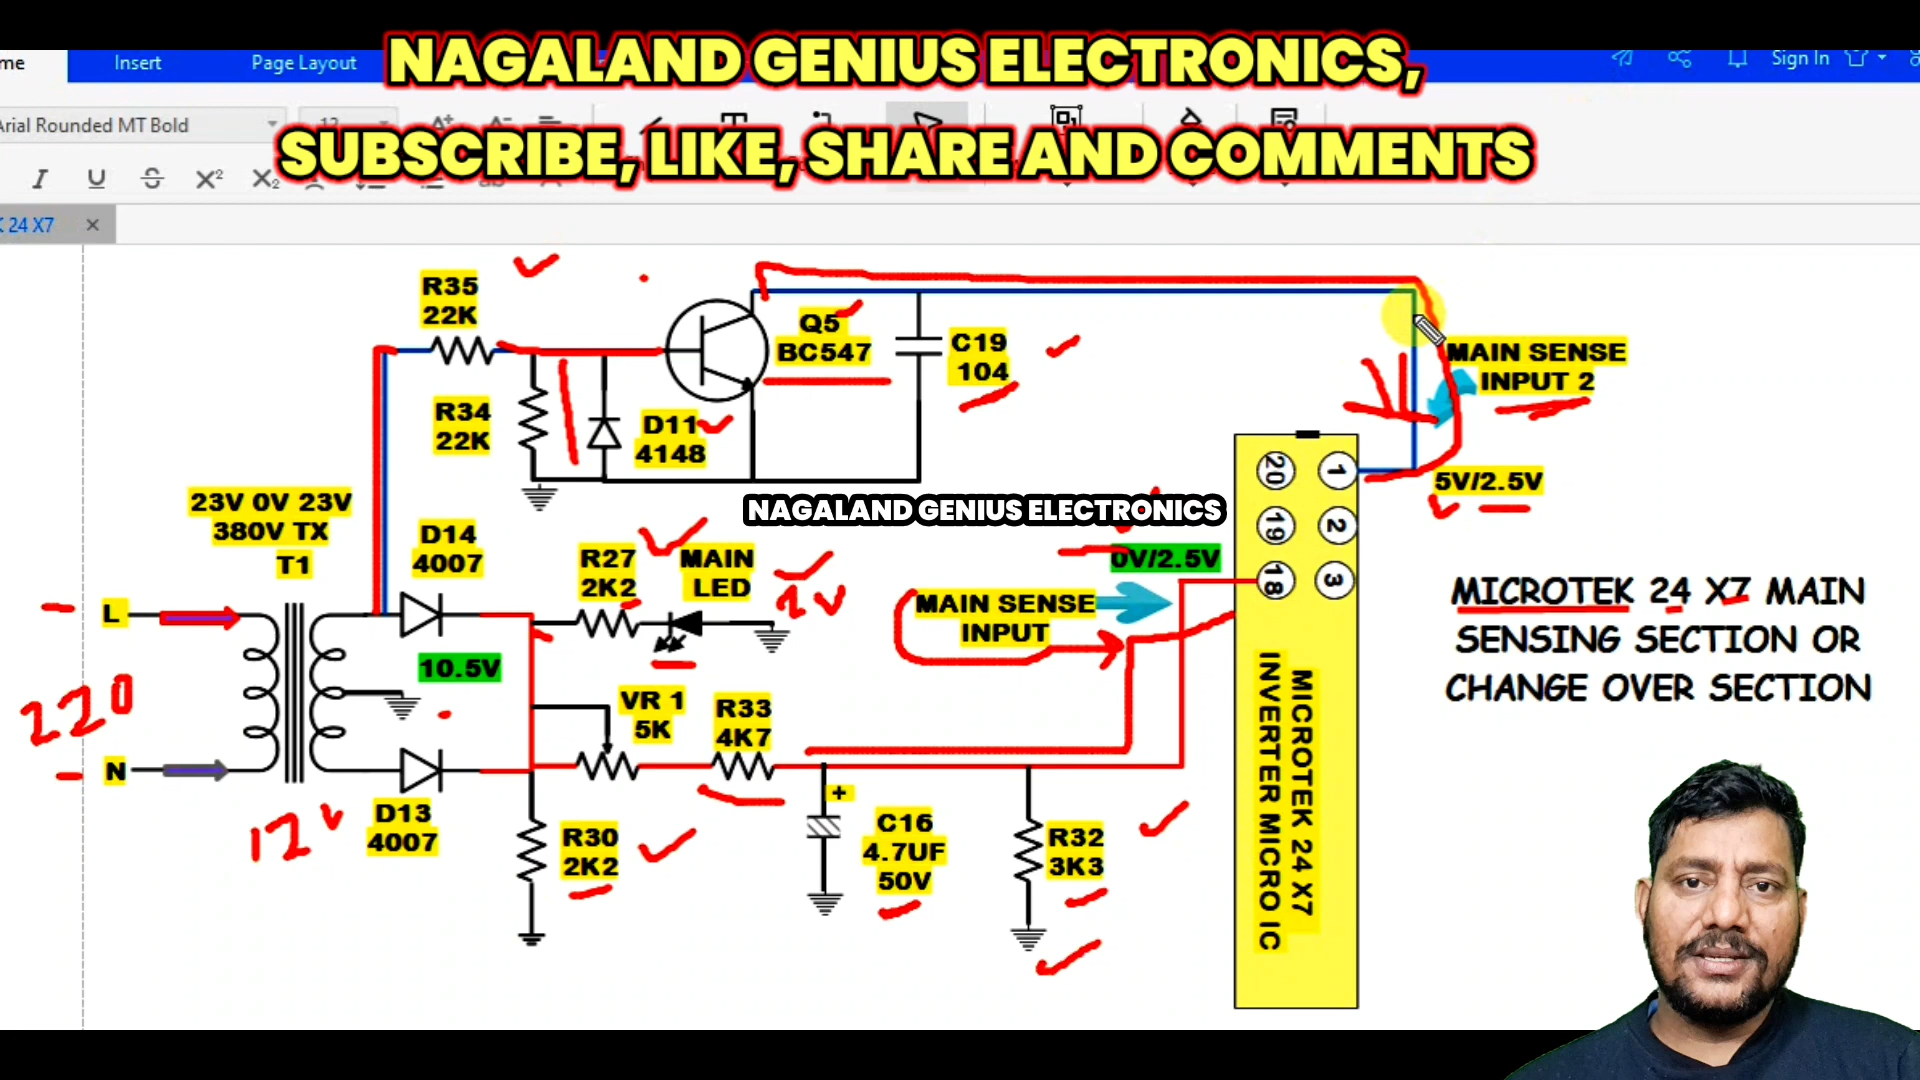 NAGALAND GENIUS ELECTRONICS,
SUBSCRIBE, LIKE, SHARE AND COMMENTS
me
Insert
Page Layout
Sign In
Arial Rounded MT Bold
12
24 X7
R35
22K
Q5
BC547
C19
104
MAIN SENSE
INPUT 2
R34
22K
D11
4148
5V/2.5V
23V 0V 23V
380V TX
T1
NAGALAND GENIUS ELECTRONICS
D14
4007
R27
2K2
MAIN
LED
2V
0V/2.5V
MAIN SENSE
INPUT
L
10.5V
VR 1
5K
R33
4K7
220
N
12v
D13
4007
R30
2K2
+
C16
4.7UF
50V
R32
3K3
20
1
19
2
18
3
MICROTEK 24 X7
INVERTER MICRO IC
MICROTEK 24 X7 MAIN
SENSING SECTION OR
CHANGE OVER SECTION